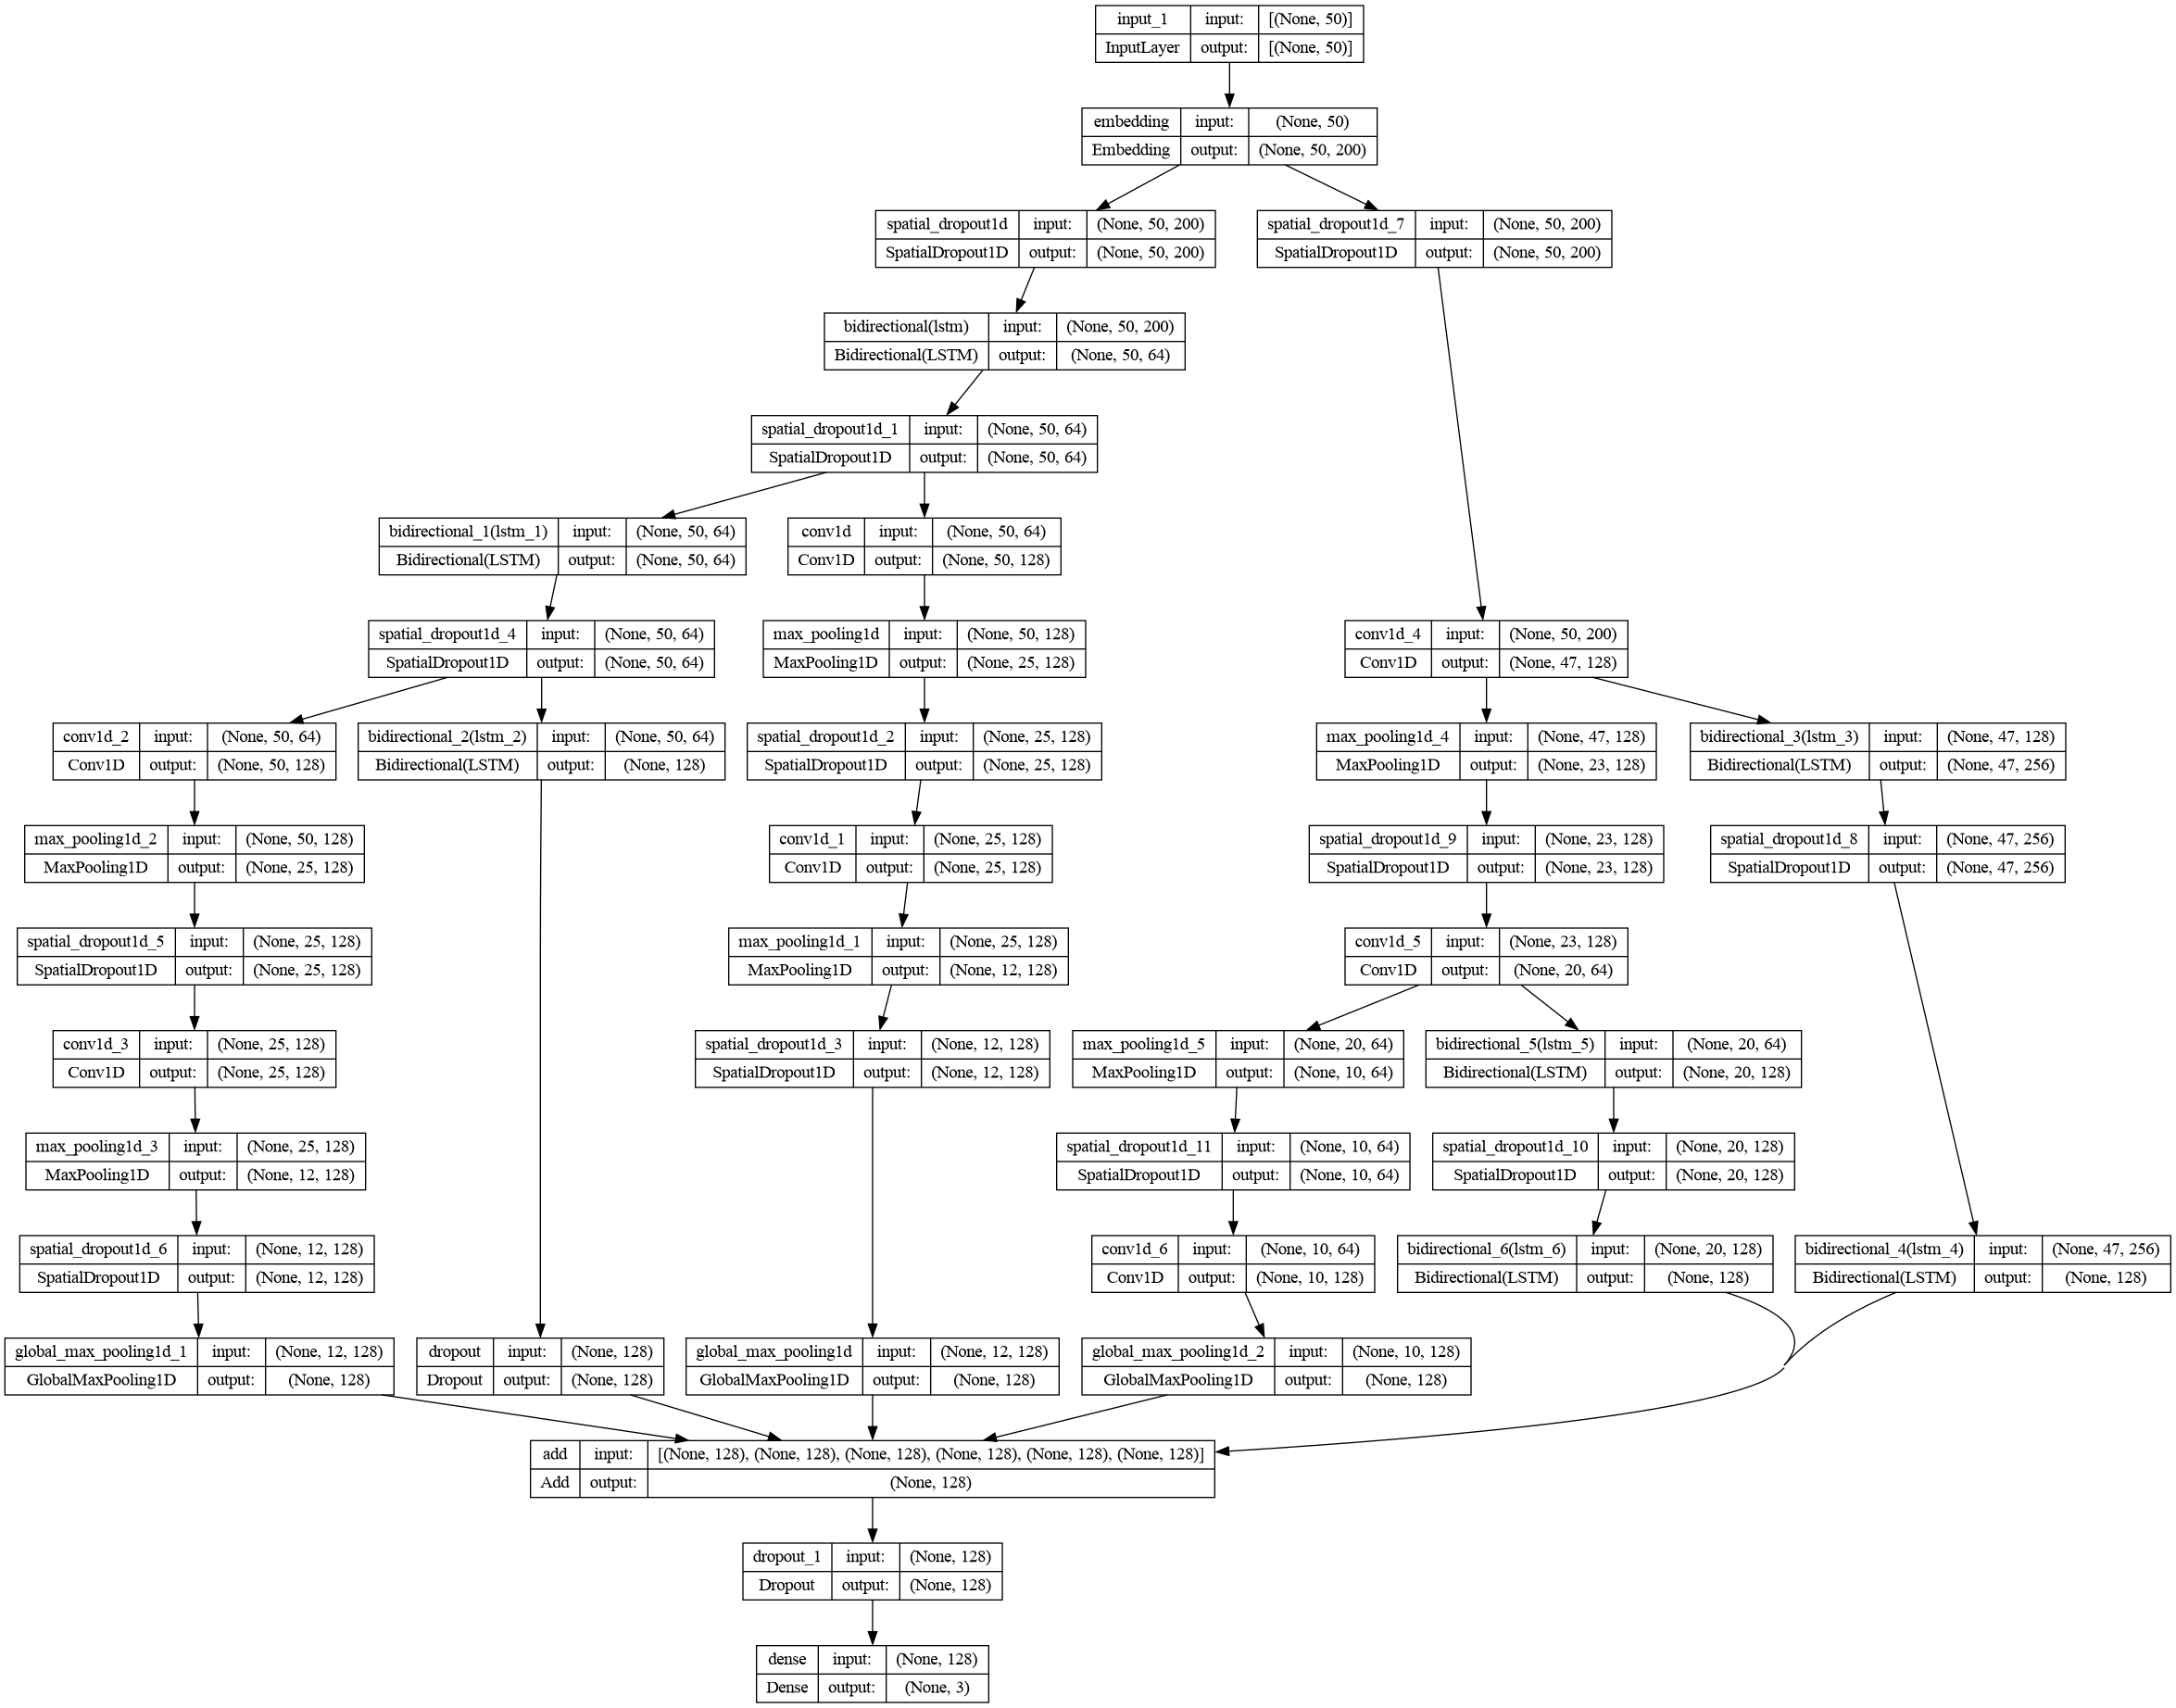 input_1 input: [(None, 50)]
InputLayer output: [(None, 50)]
embedding input: (None, 50)
Embedding output: (None, 50, 200)
spatial_dropout1d input: (None, 50, 200)
SpatialDropout1D output: (None, 50, 200)
spatial_dropout1d_7 input: (None, 50, 200)
SpatialDropout1D output: (None, 50, 200)
bidirectional(lstm) input: (None, 50, 200)
Bidirectional(LSTM) output: (None, 50, 64)
spatial_dropout1d_1 input: (None, 50, 64)
SpatialDropout1D output: (None, 50, 64)
bidirectional_1(lstm_1) input: (None, 50, 64)
Bidirectional(LSTM) output: (None, 50, 64)
conv1d input: (None, 50, 64)
Conv1D output: (None, 50, 128)
spatial_dropout1d_4 input: (None, 50, 64)
SpatialDropout1D output: (None, 50, 64)
max_pooling1d input: (None, 50, 128)
MaxPooling1D output: (None, 25, 128)
conv1d_4 input: (None, 50, 200)
Conv1D output: (None, 47, 128)
conv1d_2 input: (None, 50, 64)
Conv1D output: (None, 50, 128)
bidirectional_2(lstm_2) input: (None, 50, 64)
Bidirectional(LSTM) output: (None, 128)
spatial_dropout1d_2 input: (None, 25, 128)
SpatialDropout1D output: (None, 25, 128)
max_pooling1d_4 input: (None, 47, 128)
MaxPooling1D output: (None, 23, 128)
bidirectional_3(lstm_3) input: (None, 47, 128)
Bidirectional(LSTM) output: (None, 47, 256)
max_pooling1d_2 input: (None, 50, 128)
MaxPooling1D output: (None, 25, 128)
conv1d_1 input: (None, 25, 128)
Conv1D output: (None, 25, 128)
spatial_dropout1d_9 input: (None, 23, 128)
SpatialDropout1D output: (None, 23, 128)
spatial_dropout1d_8 input: (None, 47, 256)
SpatialDropout1D output: (None, 47, 256)
spatial_dropout1d_5 input: (None, 25, 128)
SpatialDropout1D output: (None, 25, 128)
max_pooling1d_1 input: (None, 25, 128)
MaxPooling1D output: (None, 12, 128)
conv1d_5 input: (None, 23, 128)
Conv1D output: (None, 20, 64)
conv1d_3 input: (None, 25, 128)
Conv1D output: (None, 25, 128)
spatial_dropout1d_3 input: (None, 12, 128)
SpatialDropout1D output: (None, 12, 128)
max_pooling1d_5 input: (None, 20, 64)
MaxPooling1D output: (None, 10, 64)
bidirectional_5(lstm_5) input: (None, 20, 64)
Bidirectional(LSTM) output: (None, 20, 128)
max_pooling1d_3 input: (None, 25, 128)
MaxPooling1D output: (None, 12, 128)
spatial_dropout1d_11 input: (None, 10, 64)
SpatialDropout1D output: (None, 10, 64)
spatial_dropout1d_10 input: (None, 20, 128)
SpatialDropout1D output: (None, 20, 128)
spatial_dropout1d_6 input: (None, 12, 128)
SpatialDropout1D output: (None, 12, 128)
conv1d_6 input: (None, 10, 64)
Conv1D output: (None, 10, 128)
bidirectional_6(lstm_6) input: (None, 20, 128)
Bidirectional(LSTM) output: (None, 128)
bidirectional_4(lstm_4) input: (None, 47, 256)
Bidirectional(LSTM) output: (None, 128)
global_max_pooling1d_1 input: (None, 12, 128)
GlobalMaxPooling1D output: (None, 128)
dropout input: (None, 128)
Dropout output: (None, 128)
global_max_pooling1d input: (None, 12, 128)
GlobalMaxPooling1D output: (None, 128)
global_max_pooling1d_2 input: (None, 10, 128)
GlobalMaxPooling1D output: (None, 128)
add input: [(None, 128), (None, 128), (None, 128), (None, 128), (None, 128), (None, 128)]
Add output: (None, 128)
dropout_1 input: (None, 128)
Dropout output: (None, 128)
dense input: (None, 128)
Dense output: (None, 3)